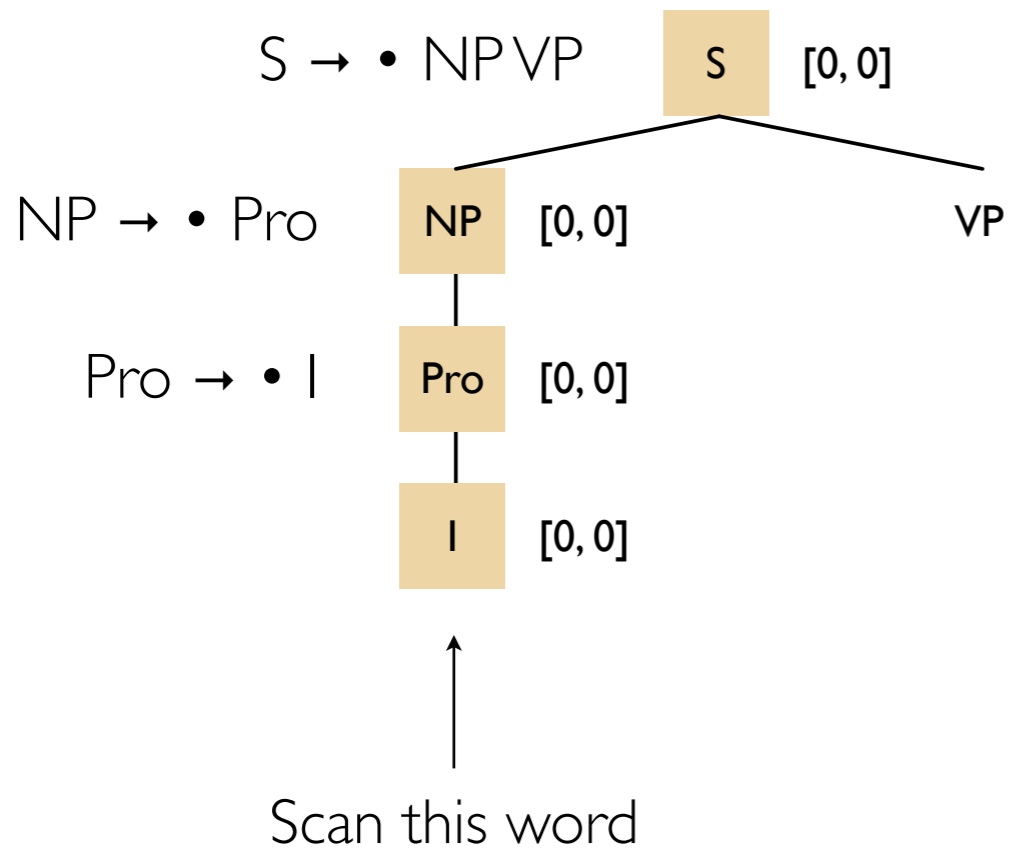 S → • NP VP S [0, 0]
NP → • Pro NP [0, 0] VP
Pro → • I Pro [0, 0]
I [0, 0]
Scan this word